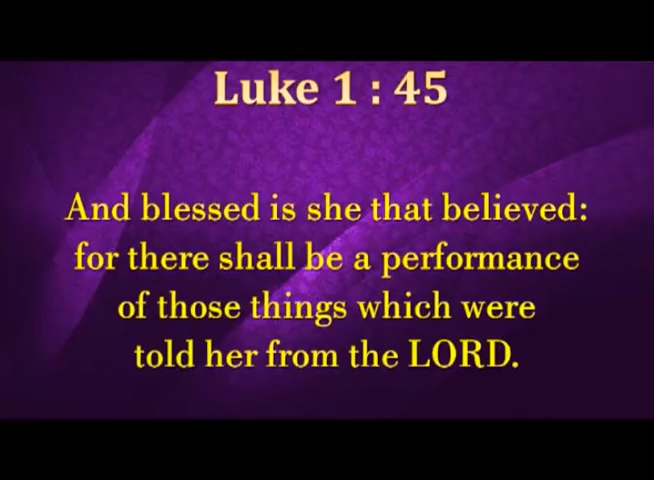 Luke 1 : 45
And blessed is she that believed:
for there shall be a performance
of those things which were
told her from the LORD.